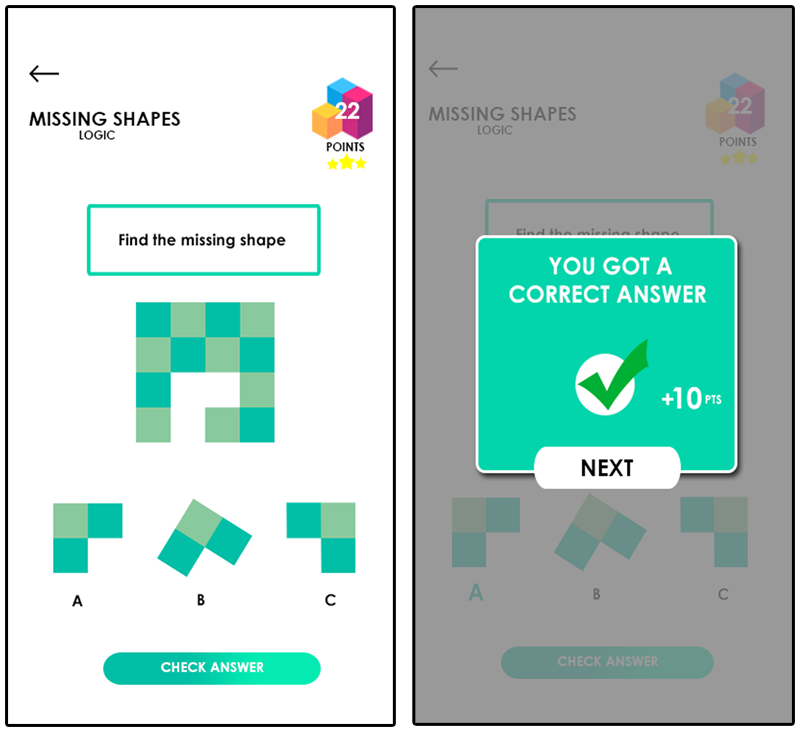 MISSING SHAPES
LOGIC
22
POINTS
Find the missing shape
A
B
C
CHECK ANSWER
MISSING SHAPES
LOGIC
22
POINTS
Find the missing shape
YOU GOT A
CORRECT ANSWER
+10 PTS
NEXT
A
B
C
CHECK ANSWER